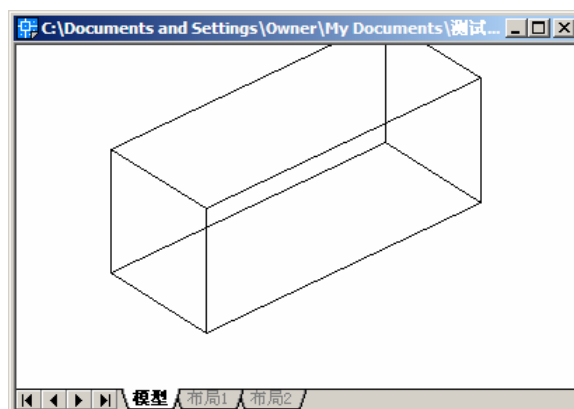 C:\Documents and Settings\Owner\My Documents\测试...
模型 布局1 布局2